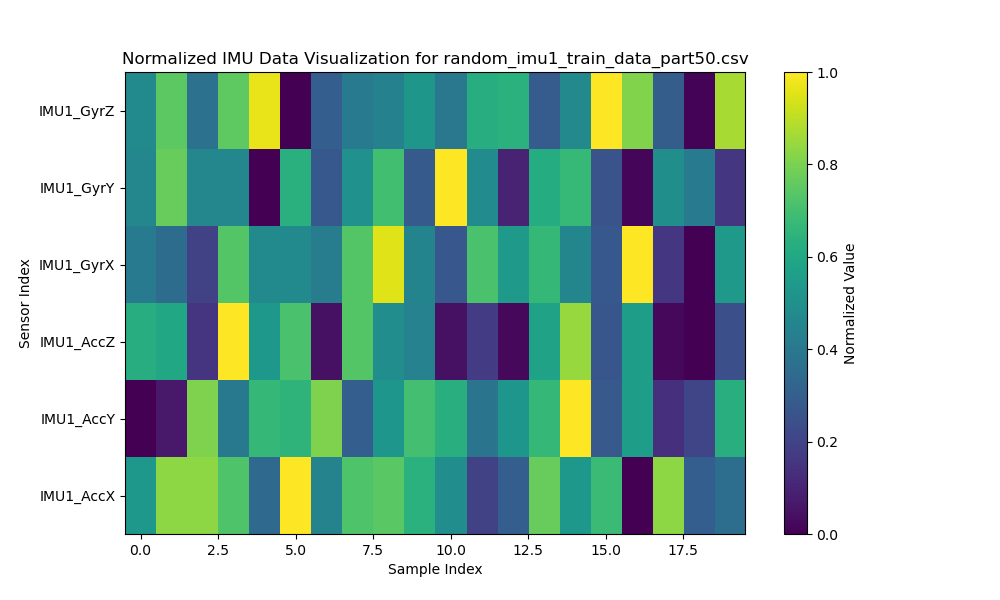 Normalized IMU Data Visualization for random_imu1_train_data_part50.csv
IMU1_GyrZ
IMU1_GyrY
IMU1_GyrX
IMU1_AccZ
IMU1_AccY
IMU1_AccX
Sensor Index
0.0 2.5 5.0 7.5 10.0 12.5 15.0 17.5
Sample Index
1.0
0.8
0.6
0.4
0.2
0.0
Normalized Value